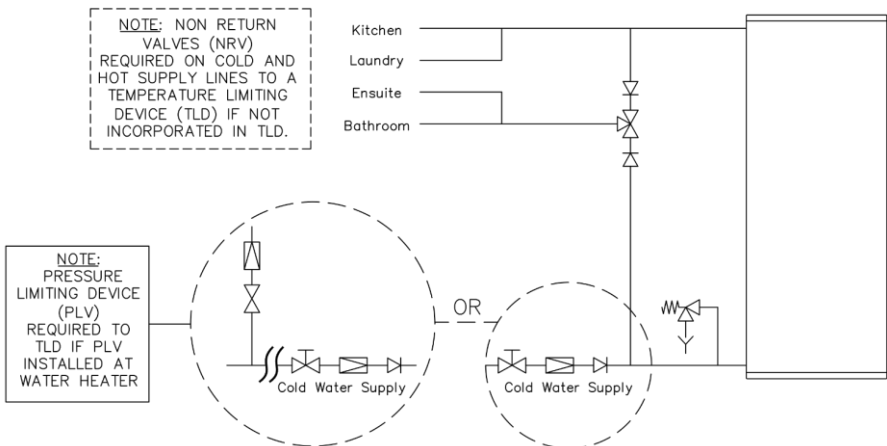 NOTE: NON RETURN
VALVES (NRV)
REQUIRED ON COLD AND
HOT SUPPLY LINES TO A
TEMPERATURE LIMITING
DEVICE (TLD) IF NOT
INCORPORATED IN TLD.
Kitchen
Laundry
Ensuite
Bathroom
NOTE:
PRESSURE
LIMITING DEVICE
(PLV)
REQUIRED TO
TLD IF PLV
INSTALLED AT
WATER HEATER
OR
Cold Water Supply
Cold Water Supply